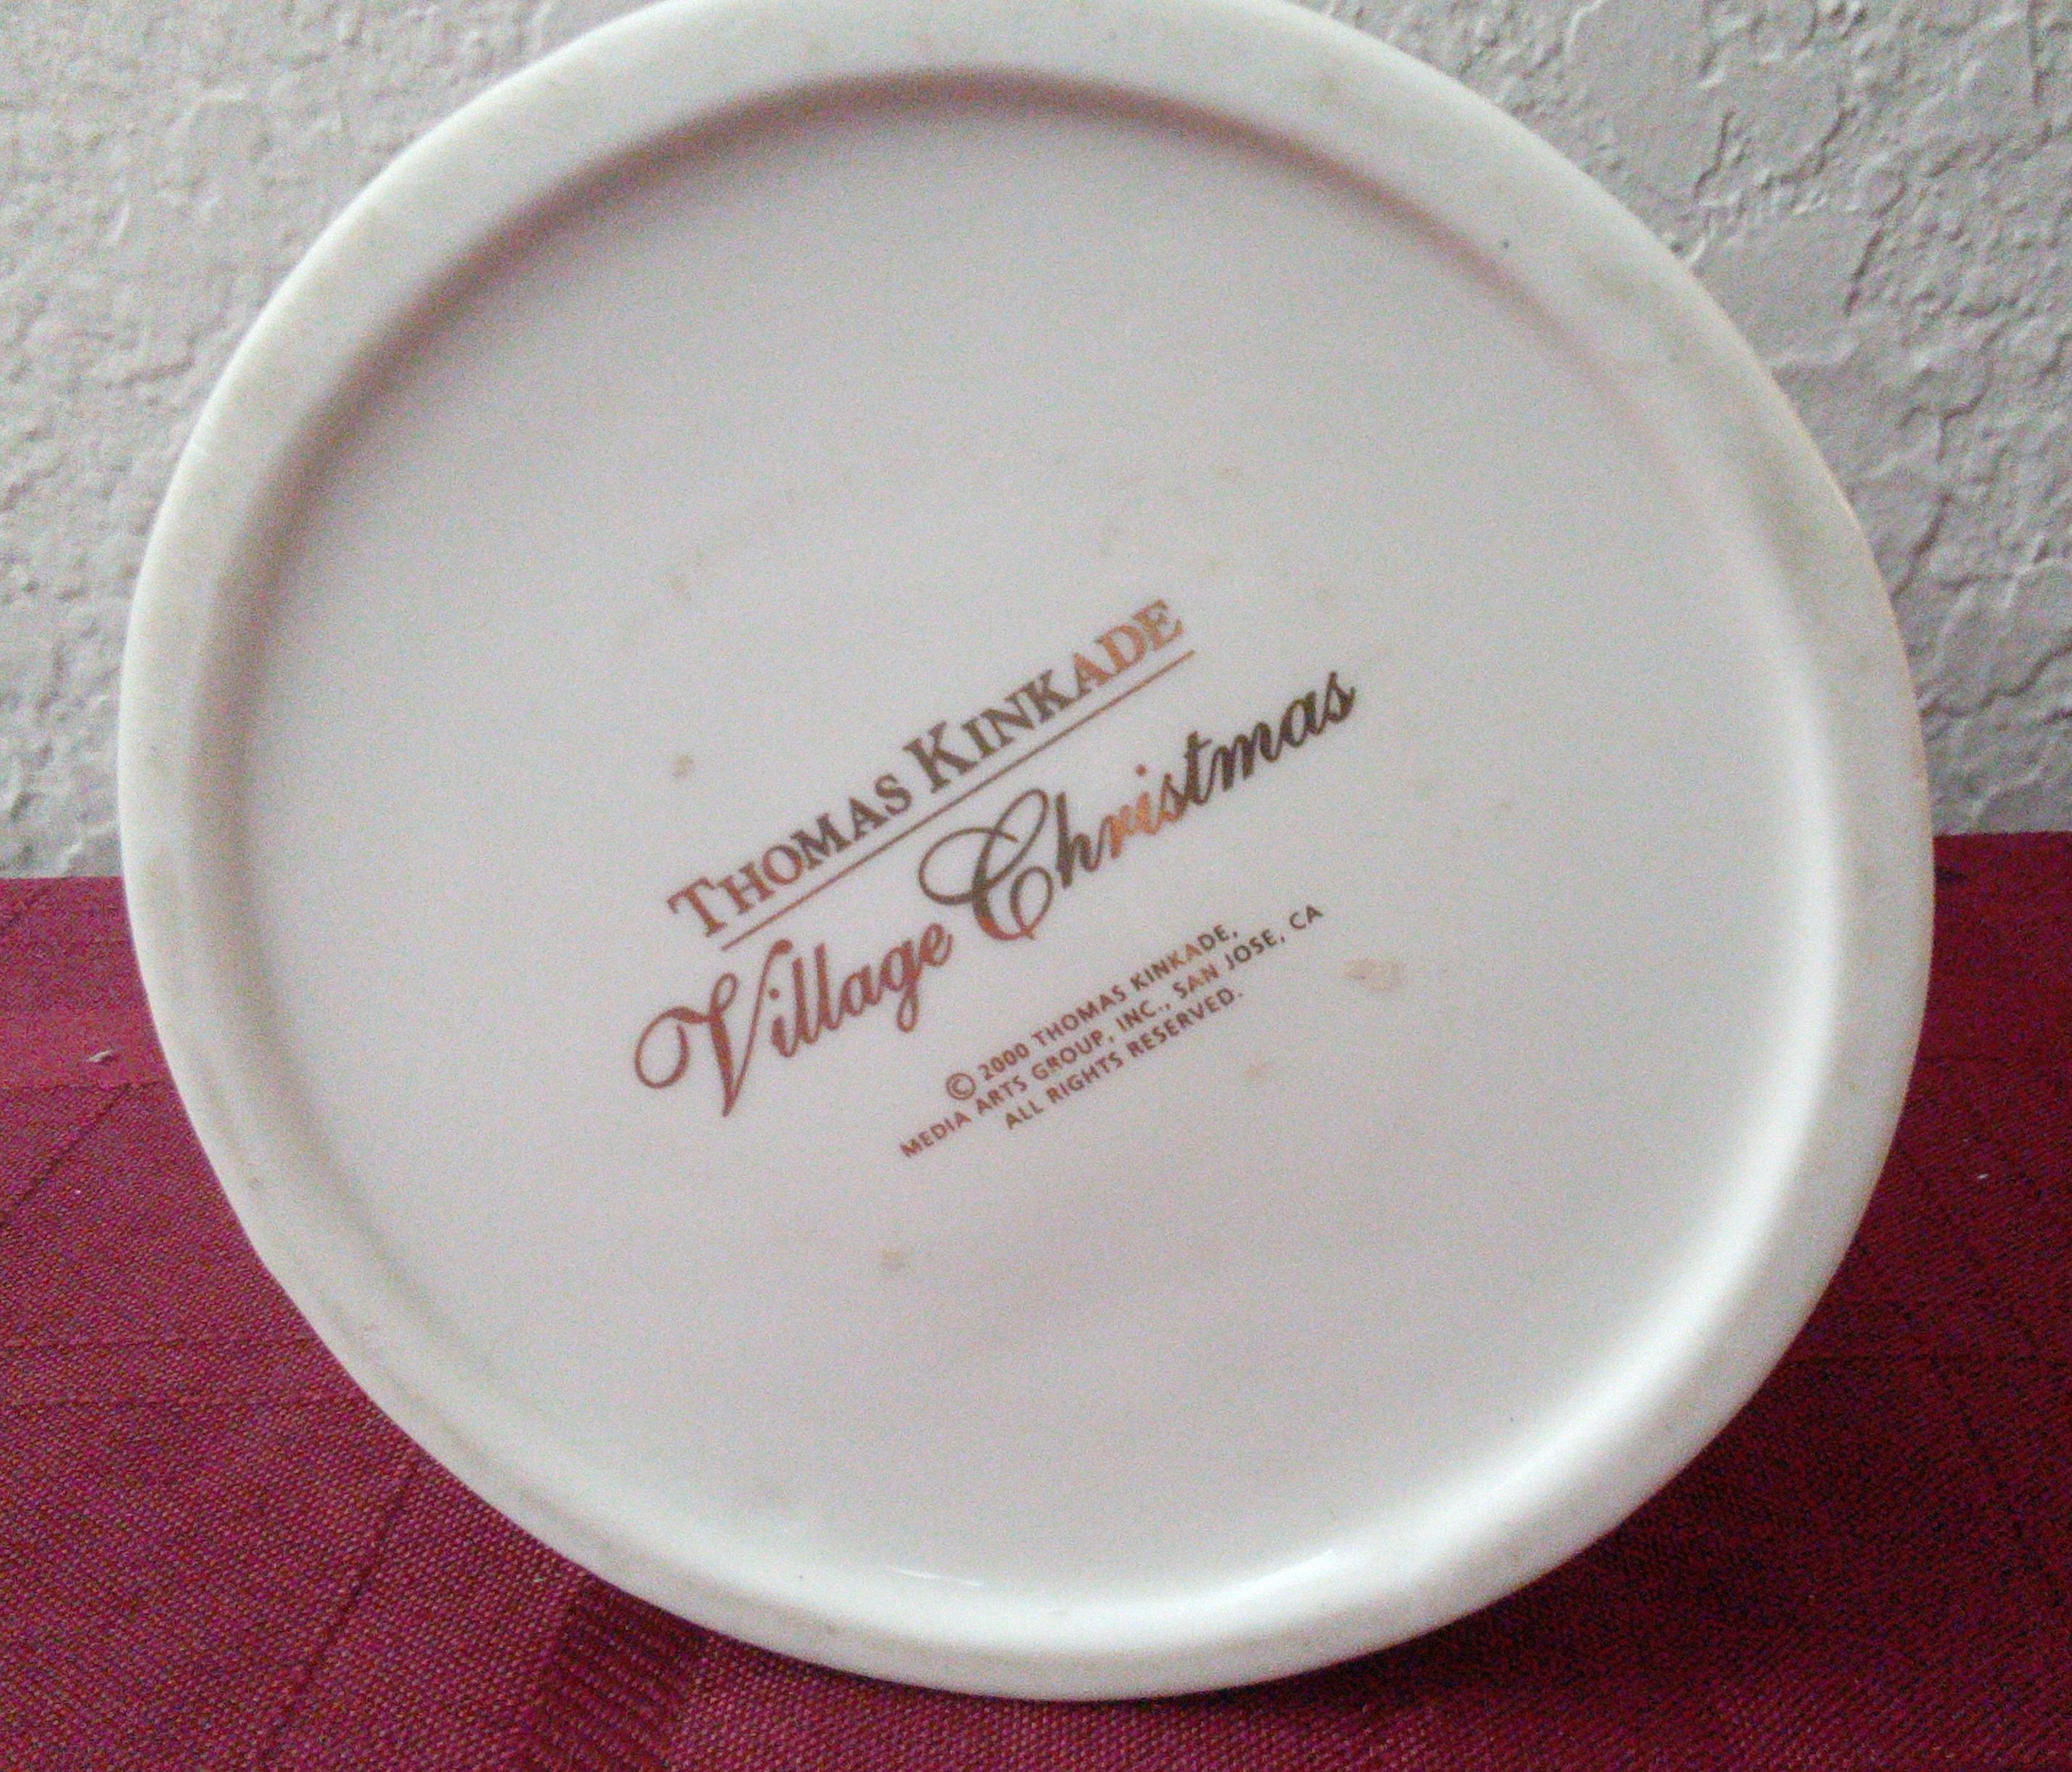 THOMAS KINKADE
Village Christmas
© 2000 THOMAS KINKADE,
MEDIA ARTS GROUP, INC., SAN JOSE, CA
ALL RIGHTS RESERVED.